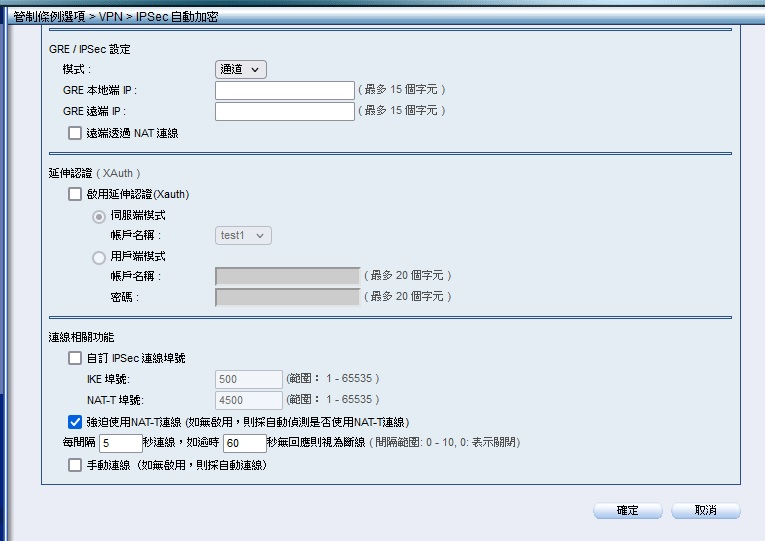 管制條例選項 > VPN > IPSec 自動加密
GRE / IPSec 設定
模式 : 通道
GRE 本地端 IP : ( 最多 15 個字元 )
GRE 遠端 IP : ( 最多 15 個字元 )
遠端透過 NAT 連線
延伸認證 ( XAuth )
啟用延伸認證(Xauth)
伺服端模式
帳戶名稱 : test1
用戶端模式
帳戶名稱 : ( 最多 20 個字元 )
密碼 : ( 最多 20 個字元 )
連線相關功能
自訂 IPSec 連線埠號
IKE 埠號: 500 (範圍： 1 - 65535 )
NAT-T 埠號: 4500 (範圍： 1 - 65535 )
強迫使用NAT-T連線 (如無啟用，則採自動偵測是否使用NAT-T連線)
每間隔 5 秒連線，如逾時 60 秒無回應則視為斷線 ( 間隔範圍: 0 - 10, 0: 表示關閉)
手動連線（如無啟用，則採自動連線）
確定 取消